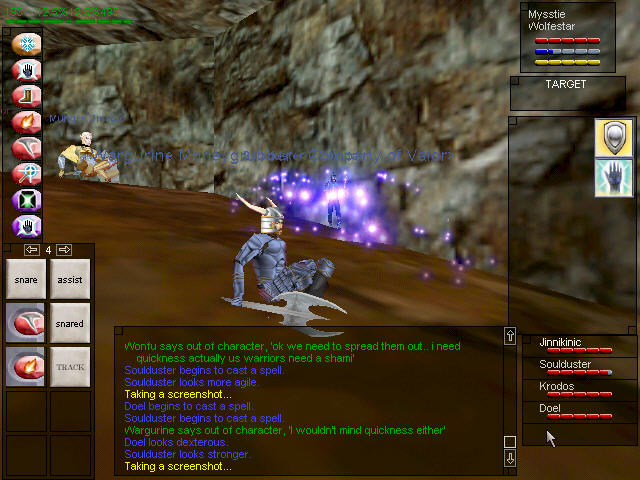 Mysstie
Wolfestar
TARGET
4
snare
assist
snared
TRACK
Wonfu says out of character, 'ok we need to spread them out.. i need
quickness actually us warriors need a shami'
Soulduster begins to cast a spell.
Soulduster looks more agile.
Taking a screenshot...
Doel begins to cast a spell.
Soulduster begins to cast a spell.
Wargurine says out of character, 'I wouldn't mind quickness either'
Doel looks dexterous.
Soulduster looks stronger.
Taking a screenshot...
Jinnikinic
Soulduster
Krodos
Doel